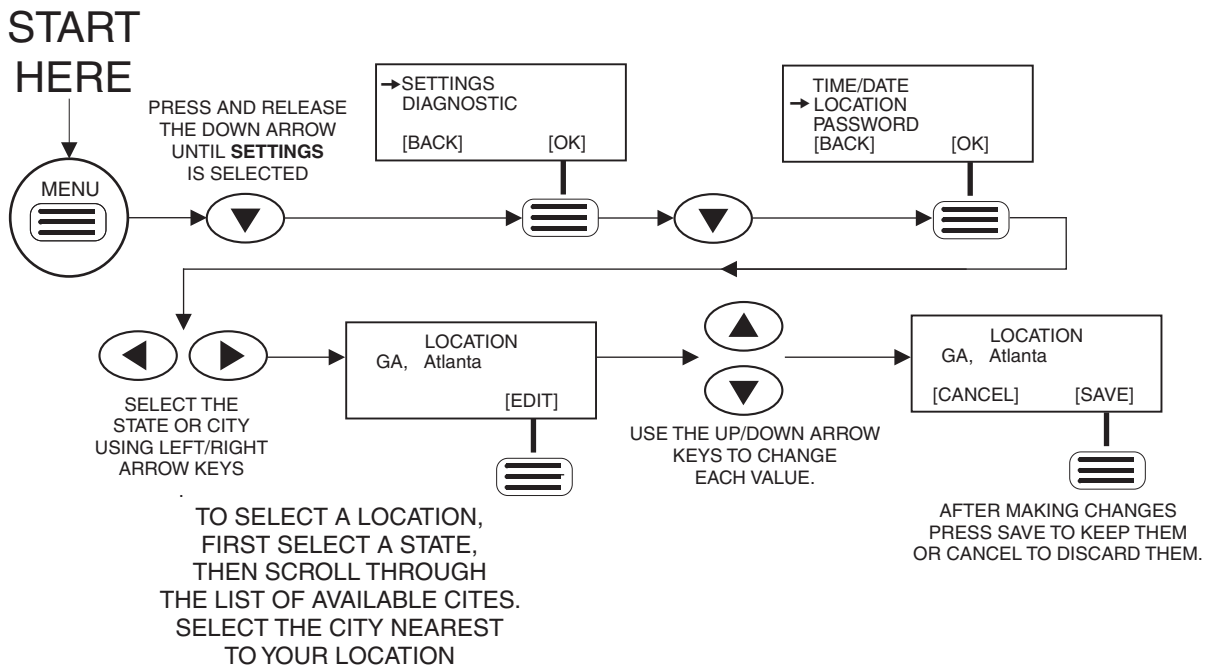 START
HERE
MENU
PRESS AND RELEASE
THE DOWN ARROW
UNTIL SETTINGS
IS SELECTED
→SETTINGS
DIAGNOSTIC
[BACK] [OK]
TIME/DATE
→ LOCATION
PASSWORD
[BACK] [OK]
SELECT THE
STATE OR CITY
USING LEFT/RIGHT
ARROW KEYS
.
LOCATION
GA, Atlanta
[EDIT]
TO SELECT A LOCATION,
FIRST SELECT A STATE,
THEN SCROLL THROUGH
THE LIST OF AVAILABLE CITES.
SELECT THE CITY NEAREST
TO YOUR LOCATION
USE THE UP/DOWN ARROW
KEYS TO CHANGE
EACH VALUE.
LOCATION
GA, Atlanta
[CANCEL] [SAVE]
AFTER MAKING CHANGES
PRESS SAVE TO KEEP THEM
OR CANCEL TO DISCARD THEM.